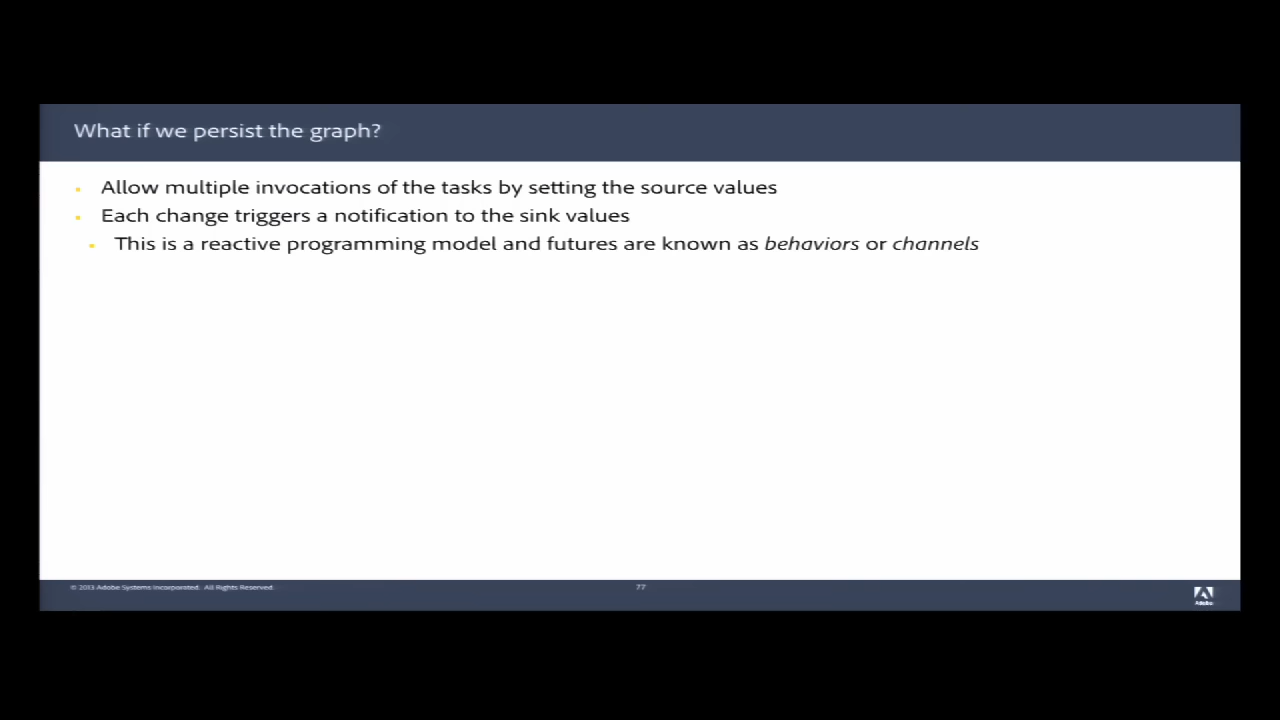 What if we persist the graph?
Allow multiple invocations of the tasks by setting the source values
Each change triggers a notification to the sink values
This is a reactive programming model and futures are known as behaviors or channels
© 2013 Adobe Systems Incorporated. All Rights Reserved.
77
Adobe